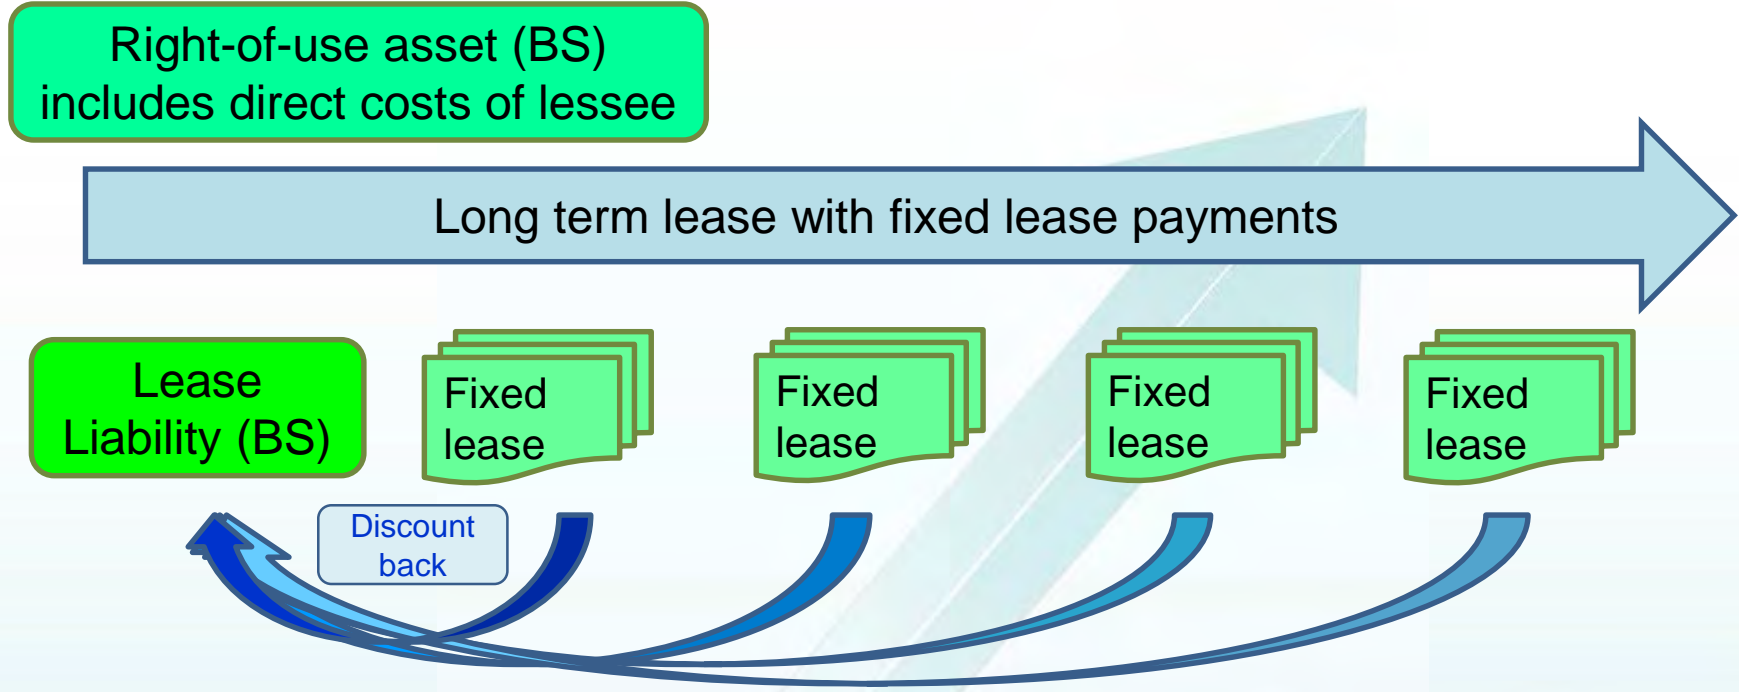 Right-of-use asset (BS)
includes direct costs of lessee
Long term lease with fixed lease payments
Lease
Liability (BS)
Fixed
lease
Fixed
lease
Fixed
lease
Fixed
lease
Discount
back